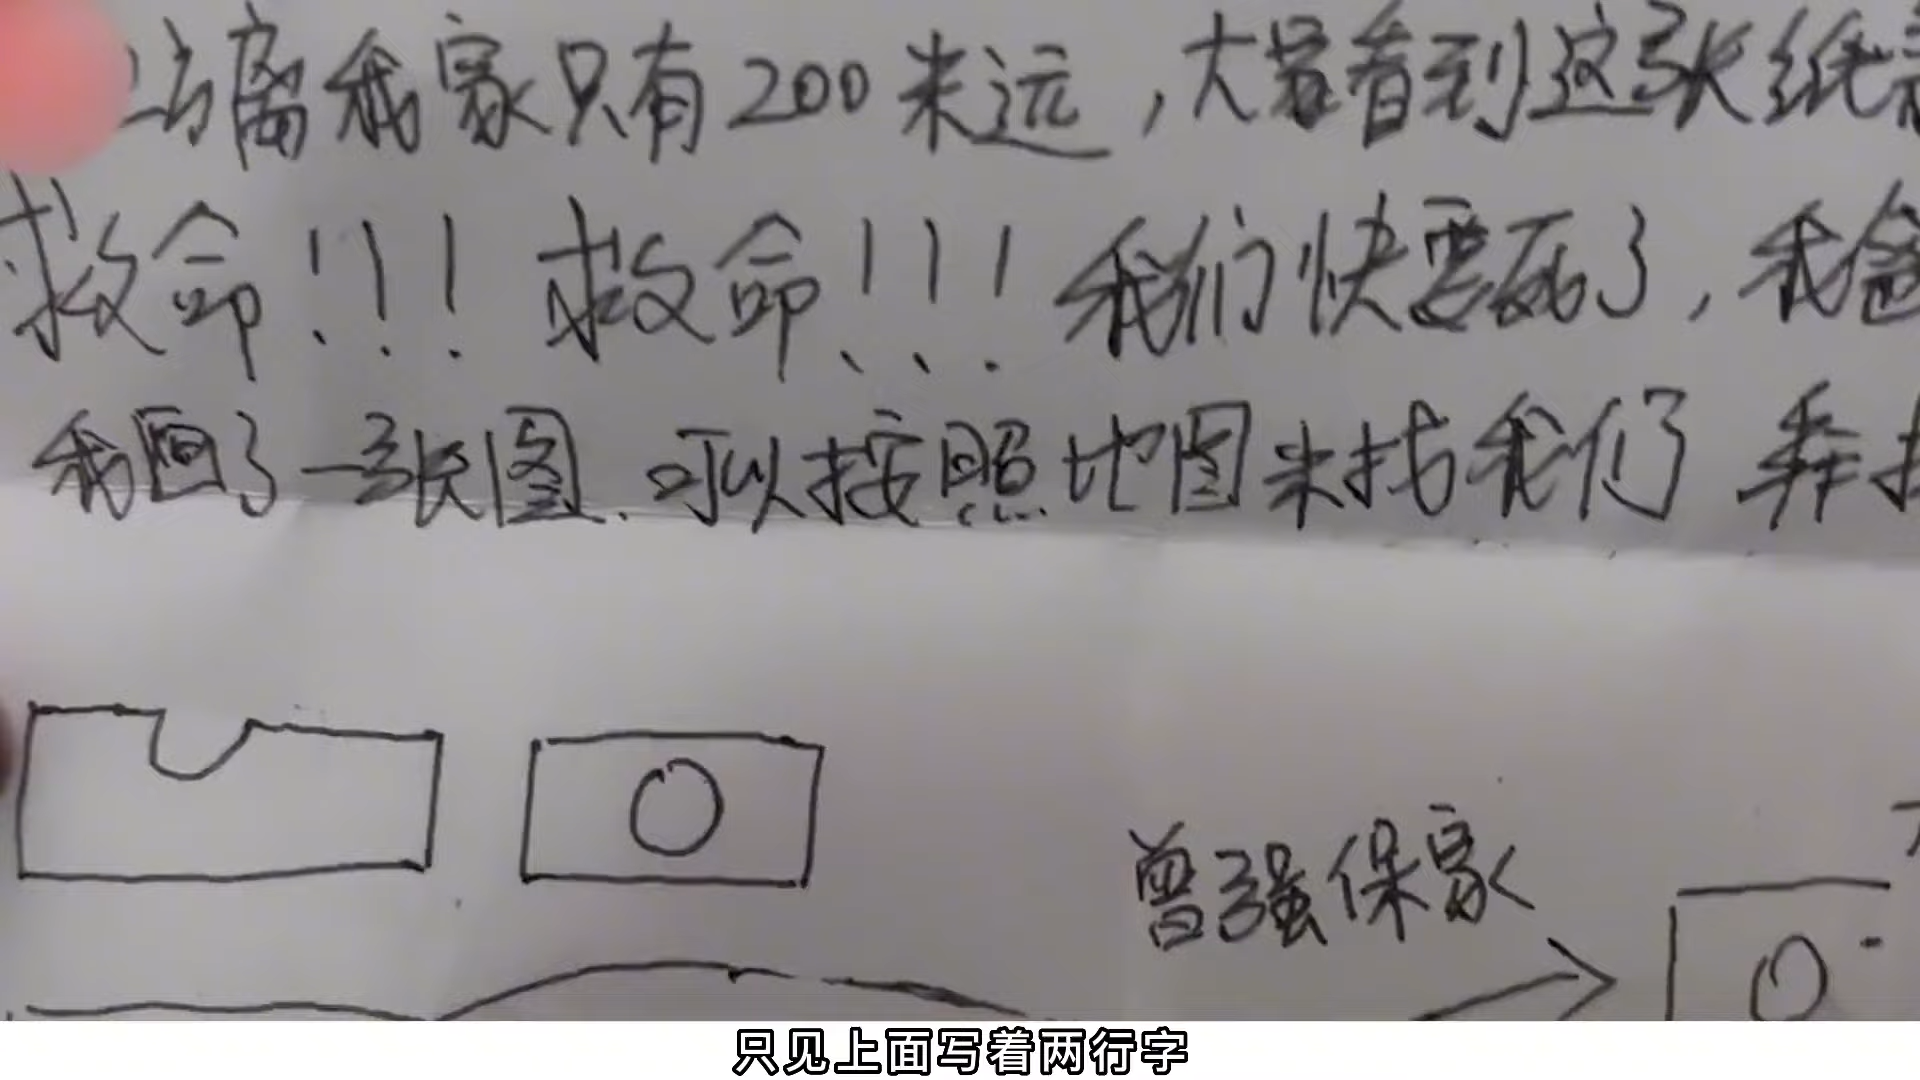 离我家只有200米远，大家看到这张纸
救命！！！救命！！！我们快要死了，我爸
我画了一张图.可以按照地图来找我们
曾强保家
只见上面写着两行字